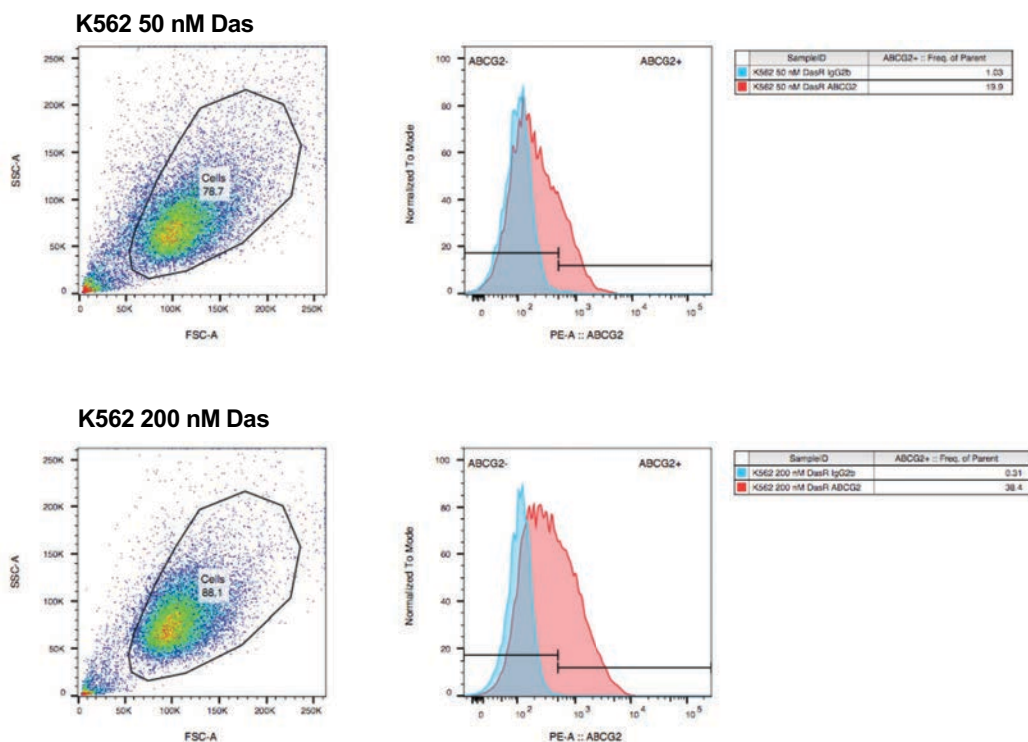 K562 50 nM Das
250K
200K
150K
100K
50K
0
SSC-A
Cells
78.7
0 50K 100K 150K 200K 250K
FSC-A
100
80
60
40
20
0
Normalized To Mode
ABCG2- ABCG2+
0 10^2 10^3 10^4 10^5
PE-A :: ABCG2
SampleID ABCG2+ :: Freq. of Parent
K562 50 nM DasR IgG2b 1.03
K562 50 nM DasR ABCG2 19.9
K562 200 nM Das
250K
200K
150K
100K
50K
0
SSC-A
Cells
88.1
0 50K 100K 150K 200K 250K
FSC-A
100
80
60
40
20
0
Normalized To Mode
ABCG2- ABCG2+
0 10^2 10^3 10^4 10^5
PE-A :: ABCG2
SampleID ABCG2+ :: Freq. of Parent
K562 200 nM DasR IgG2b 0.31
K562 200 nM DasR ABCG2 38.4